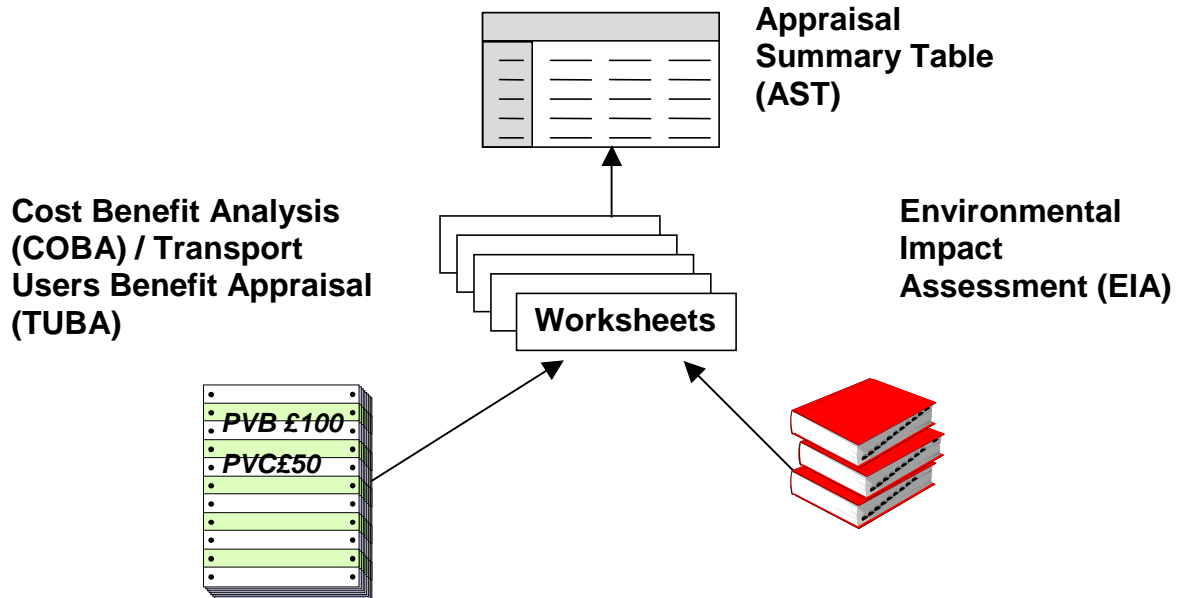 Appraisal
Summary Table
(AST)
Cost Benefit Analysis
(COBA) / Transport
Users Benefit Appraisal
(TUBA)
Environmental
Impact
Assessment (EIA)
Worksheets
PVB £100
PVC£50